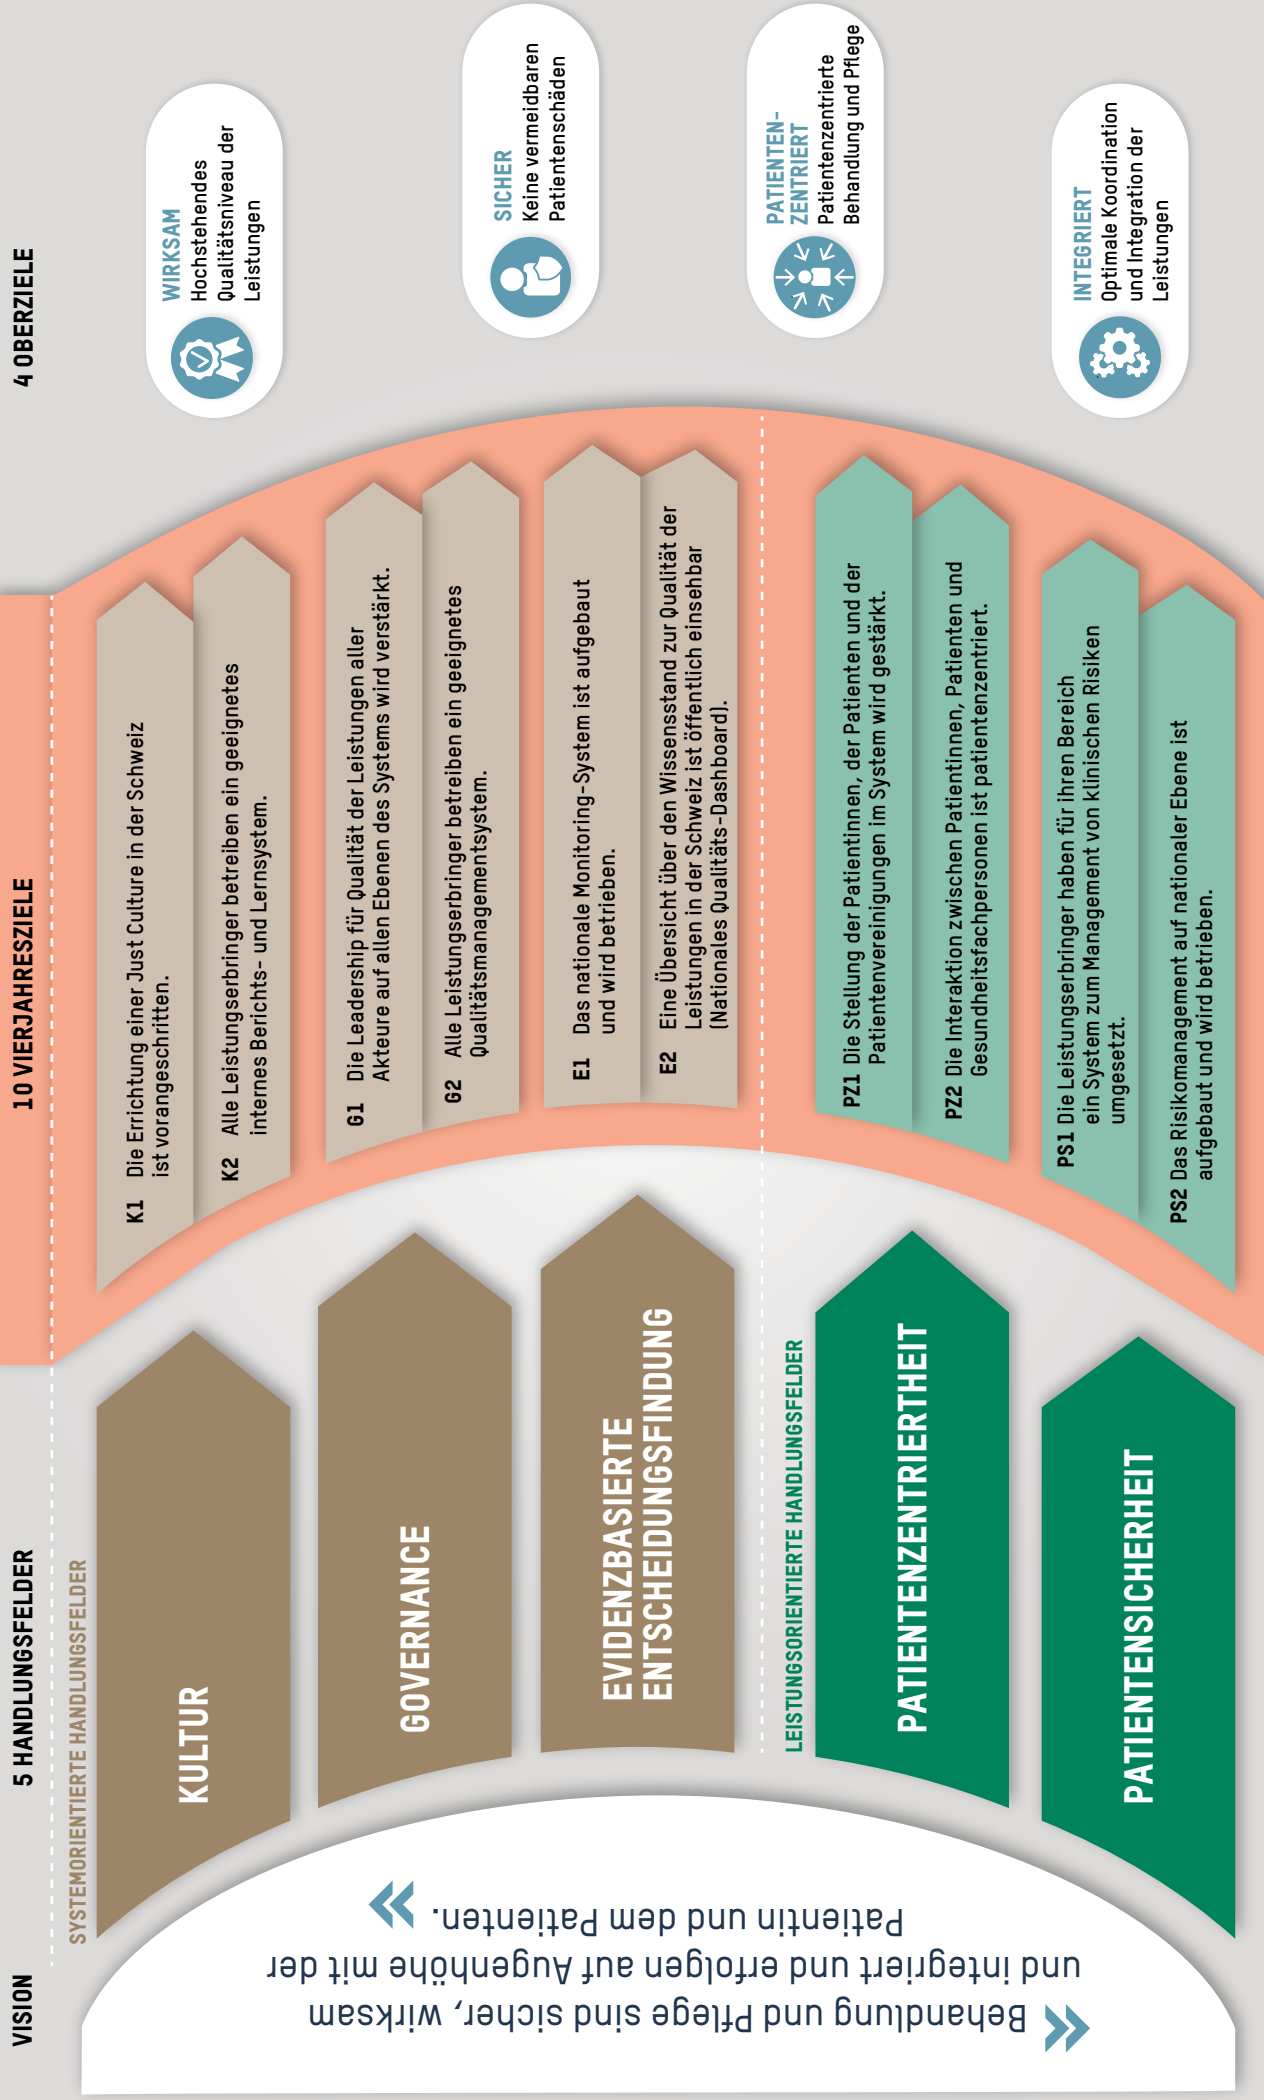 VISION
5 HANDLUNGSFELDER
10 VIERJAHRESZIELE
4 OBERZIELE
« Behandlung und Pflege sind sicher, wirksam
und integriert und erfolgen auf Augenhöhe mit der
Patientin und dem Patienten. »
SYSTEMORIENTIERTE HANDLUNGSFELDER
KULTUR
GOVERNANCE
EVIDENZBASIERTE
ENTSCHEIDUNGSFINDUNG
LEISTUNGSORIENTIERTE HANDLUNGSFELDER
PATIENTENZENTRIERTHEIT
PATIENTENSICHERHEIT
K1 Die Errichtung einer Just Culture in der Schweiz
ist vorangeschritten.
K2 Alle Leistungserbringer betreiben ein geeignetes
internes Berichts- und Lernsystem.
G1 Die Leadership für Qualität der Leistungen aller
Akteure auf allen Ebenen des Systems wird verstärkt.
G2 Alle Leistungserbringer betreiben ein geeignetes
Qualitätsmanagementsystem.
E1 Das nationale Monitoring-System ist aufgebaut
und wird betrieben.
E2 Eine Übersicht über den Wissensstand zur Qualität der
Leistungen in der Schweiz ist öffentlich einsehbar
(Nationales Qualitäts-Dashboard).
PZ1 Die Stellung der Patientinnen, der Patienten und der
Patientenvereinigungen im System wird gestärkt.
PZ2 Die Interaktion zwischen Patientinnen, Patienten und
Gesundheitsfachpersonen ist patientenzentriert.
PS1 Die Leistungserbringer haben für ihren Bereich
ein System zum Management von klinischen Risiken
umgesetzt.
PS2 Das Risikomanagement auf nationaler Ebene ist
aufgebaut und wird betrieben.
WIRKSAM
Hochstehendes
Qualitätsniveau der
Leistungen
SICHER
Keine vermeidbaren
Patientenschäden
PATIENTEN-
ZENTRIERT
Patientenzentrierte
Behandlung und Pflege
INTEGRIERT
Optimale Koordination
und Integration der
Leistungen